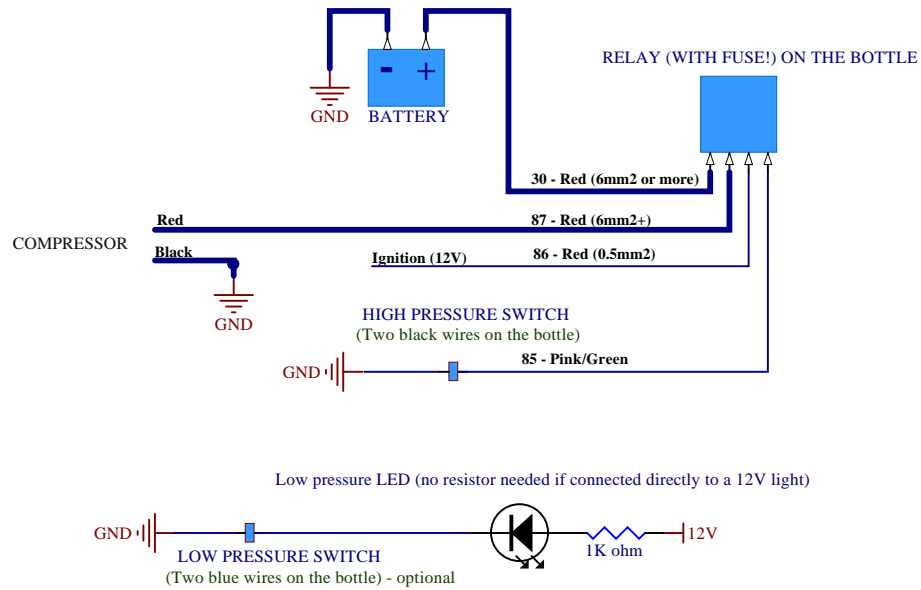 RELAY (WITH FUSE!) ON THE BOTTLE
-
+
GND
BATTERY
30 - Red (6mm2 or more)
Red
87 - Red (6mm2+)
COMPRESSOR
Black
Ignition (12V)
86 - Red (0.5mm2)
GND
HIGH PRESSURE SWITCH
(Two black wires on the bottle)
85 - Pink/Green
GND
Low pressure LED (no resistor needed if connected directly to a 12V light)
GND
12V
1K ohm
LOW PRESSURE SWITCH
(Two blue wires on the bottle) - optional